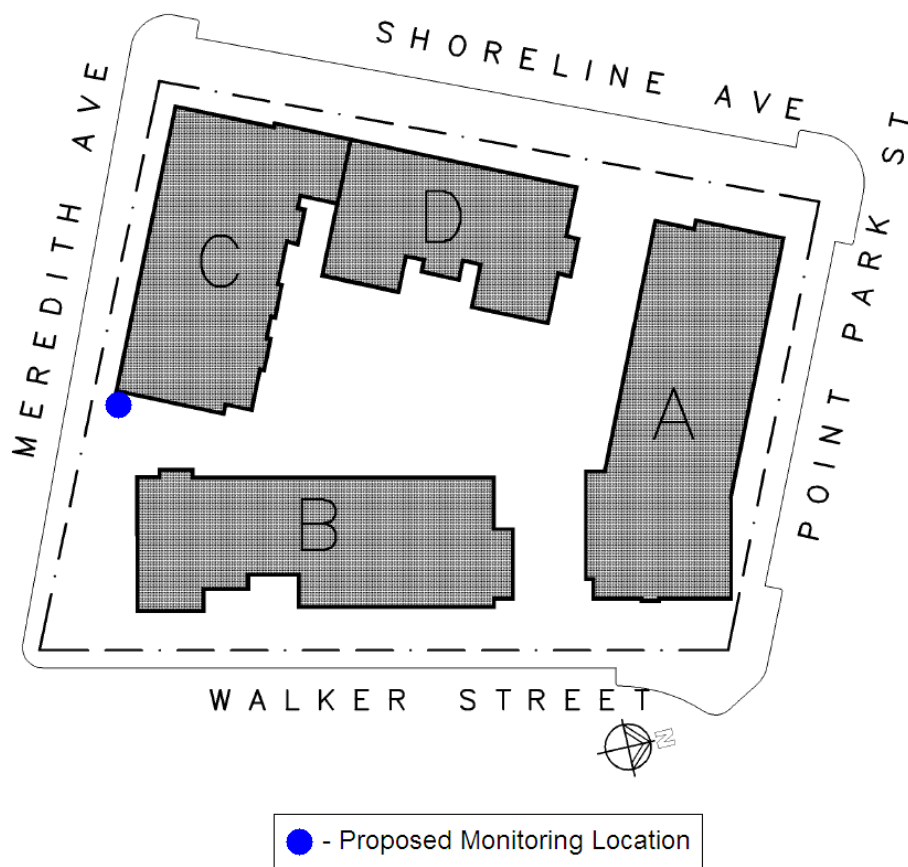 SHORELINE AVE
MEREDITH AVE
POINT PARK ST
C
D
A
B
WALKER STREET
N
- Proposed Monitoring Location